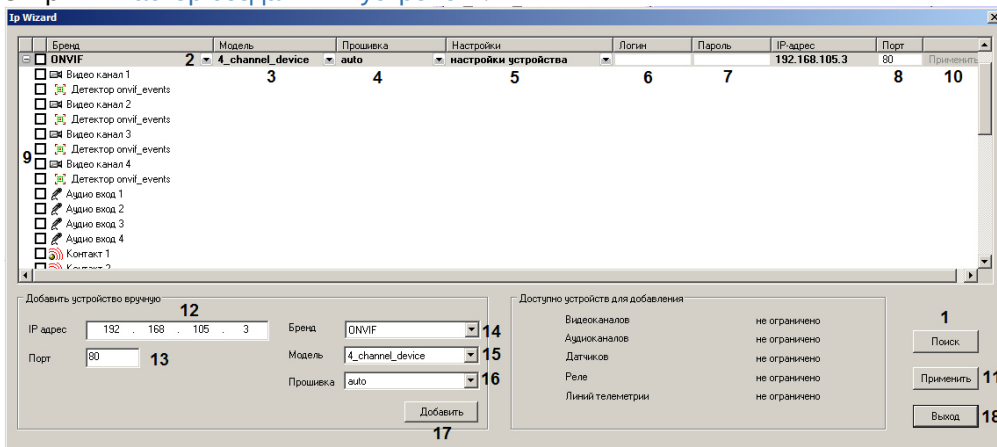 Ip Wizard
Бренд Модель Прошивка Настройки Логин Пароль IP-адрес Порт
ONVIF 2 4_channel_device auto настройки устройства 192.168.105.3 80 Применить
Видео канал 1 3 4 5 6 7 8 10
Детектор onvif_events
Видео канал 2
Детектор onvif_events
Видео канал 3
Детектор onvif_events
9
Видео канал 4
Детектор onvif_events
Аудио вход 1
Аудио вход 2
Аудио вход 3
Аудио вход 4
Контакт 1
Контакт 2
Добавить устройство вручную
12
IP адрес 192 . 168 . 105 . 3
Порт 80 13
Бренд ONVIF 14
Модель 4_channel_device 15
Прошивка auto 16
Добавить
17
Доступно устройств для добавления
Видеоканалов не ограничено
Аудиоканалов не ограничено
Датчиков не ограничено
Реле не ограничено
Линий телеметрии не ограничено
1
Поиск
Применить 11
Выход 18